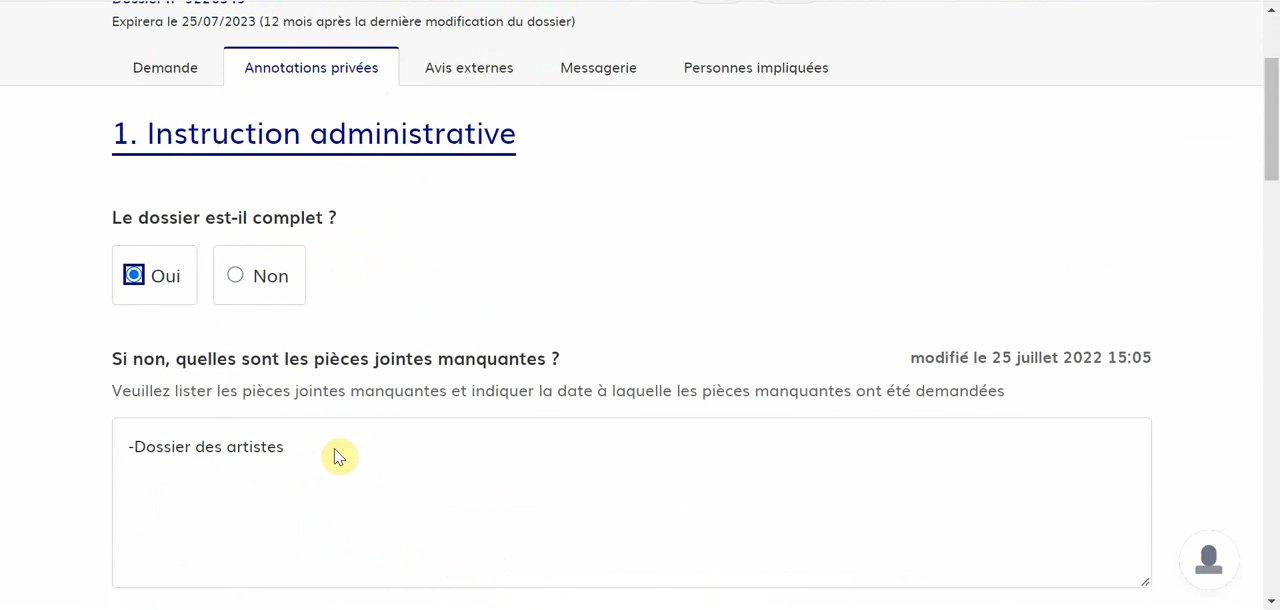 Expirera le 25/07/2023 (12 mois après la dernière modification du dossier)
Demande
Annotations privées
Avis externes
Messagerie
Personnes impliquées
1. Instruction administrative
Le dossier est-il complet ?
Oui
Non
Si non, quelles sont les pièces jointes manquantes ?
modifié le 25 juillet 2022 15:05
Veuillez lister les pièces jointes manquantes et indiquer la date à laquelle les pièces manquantes ont été demandées
-Dossier des artistes